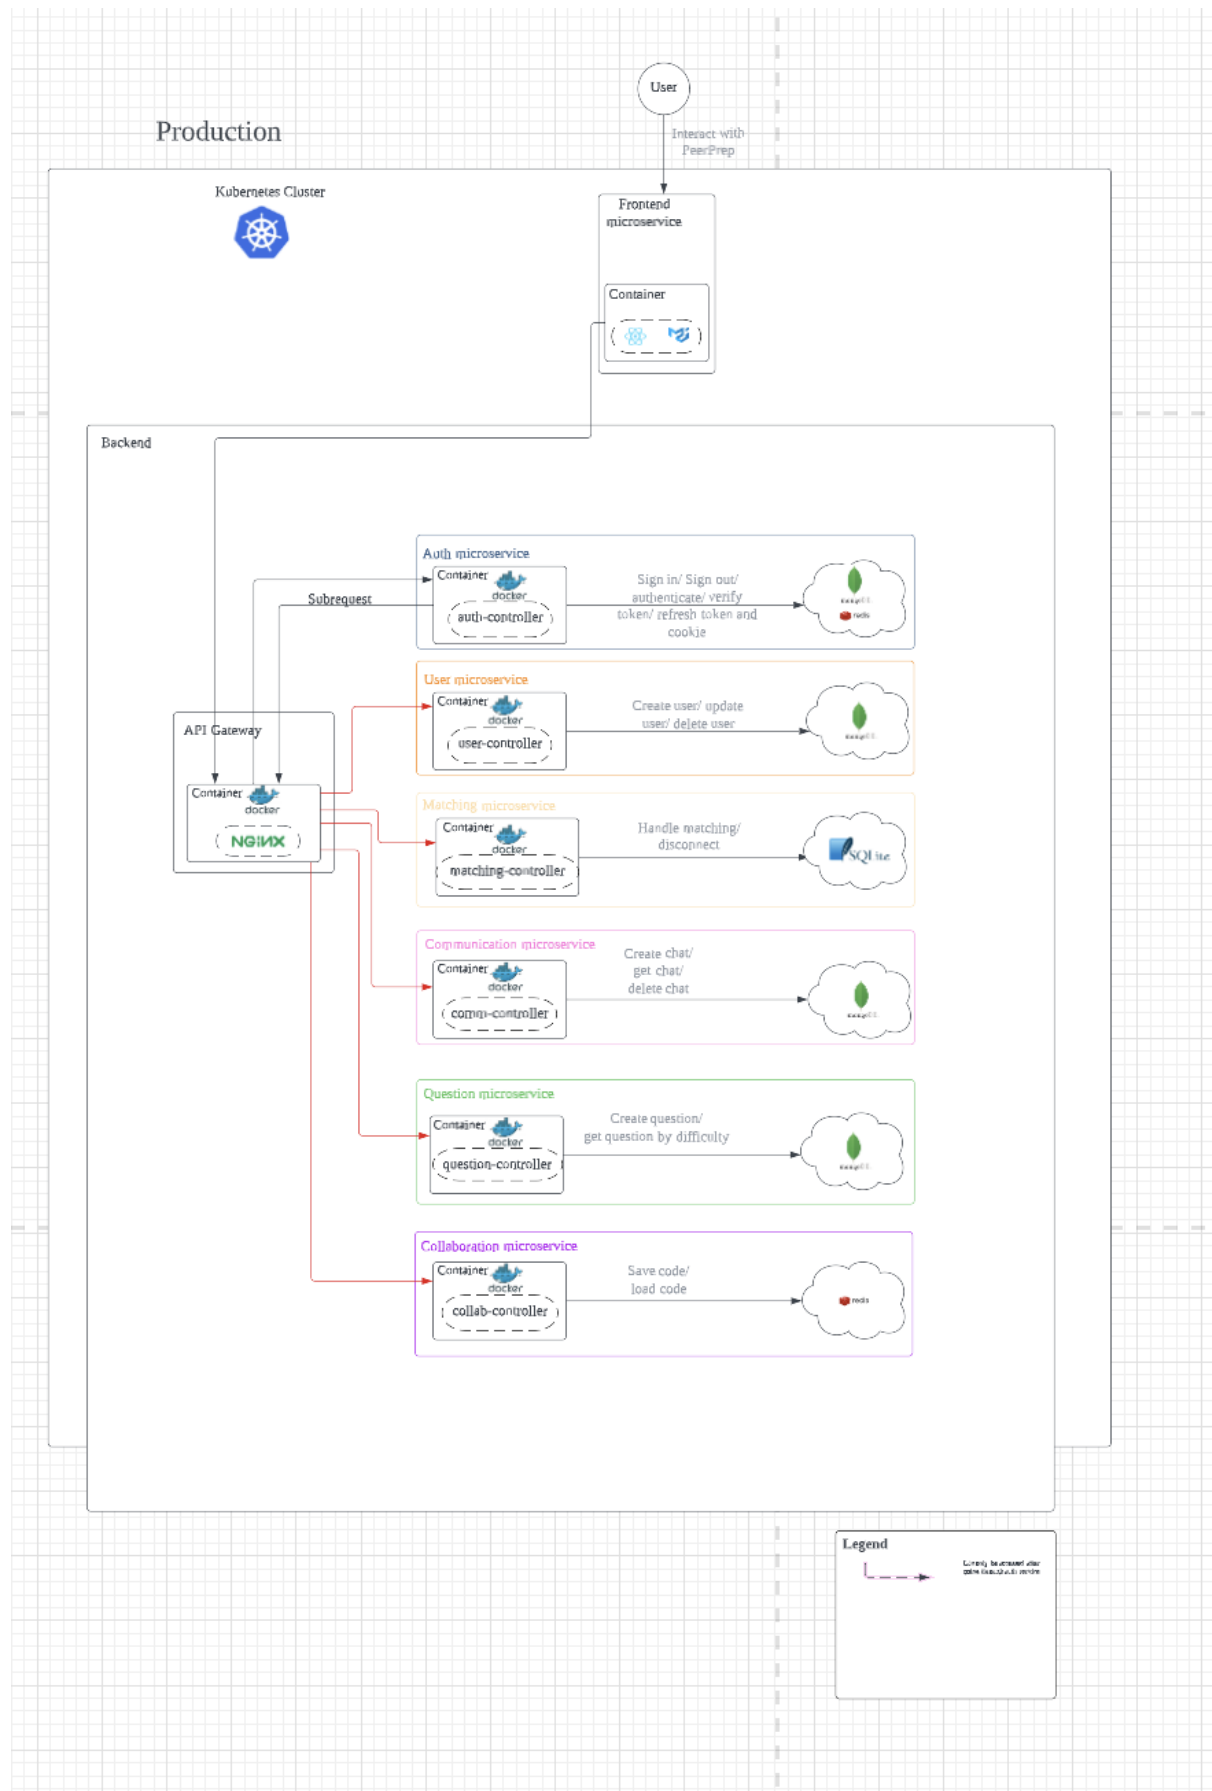 User
Interact with
PeerPrep
Production
Kubernetes Cluster
Frontend
microservice
Container
Backend
Auth microservice
Container
docker
auth-controller
Sign in/ Sign out/
authenticate/ verify
token/ refresh token and
cookie
redis
Subrequest
User microservice
Container
docker
user-controller
Create user/ update
user/ delete user
API Gateway
Container
docker
NGINX
Matching microservice
Container
docker
matching-controller
Handle matching/
disconnect
SQLite
Communication microservice
Container
docker
comm-controller
Create chat/
get chat/
delete chat
Question microservice
Container
docker
question-controller
Create question/
get question by difficulty
Collaboration microservice
Container
docker
collab-controller
Save code/
load code
redis
Legend